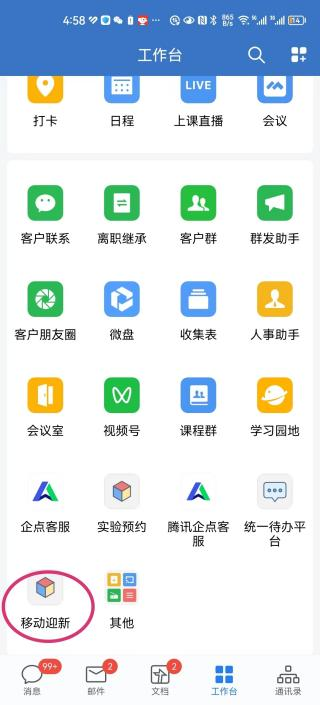 4:58 ··· 865 B/s 5G 5G 14
工作台
打卡 日程 LIVE 上课直播 会议
客户联系 离职继承 客户群 群发助手
客户朋友圈 微盘 收集表 人事助手
会议室 视频号 课程群 学习园地
企点客服 实验预约 腾讯企点客服 统一待办平台
移动迎新 其他
99+ 2 2
消息 邮件 文档 工作台 通讯录